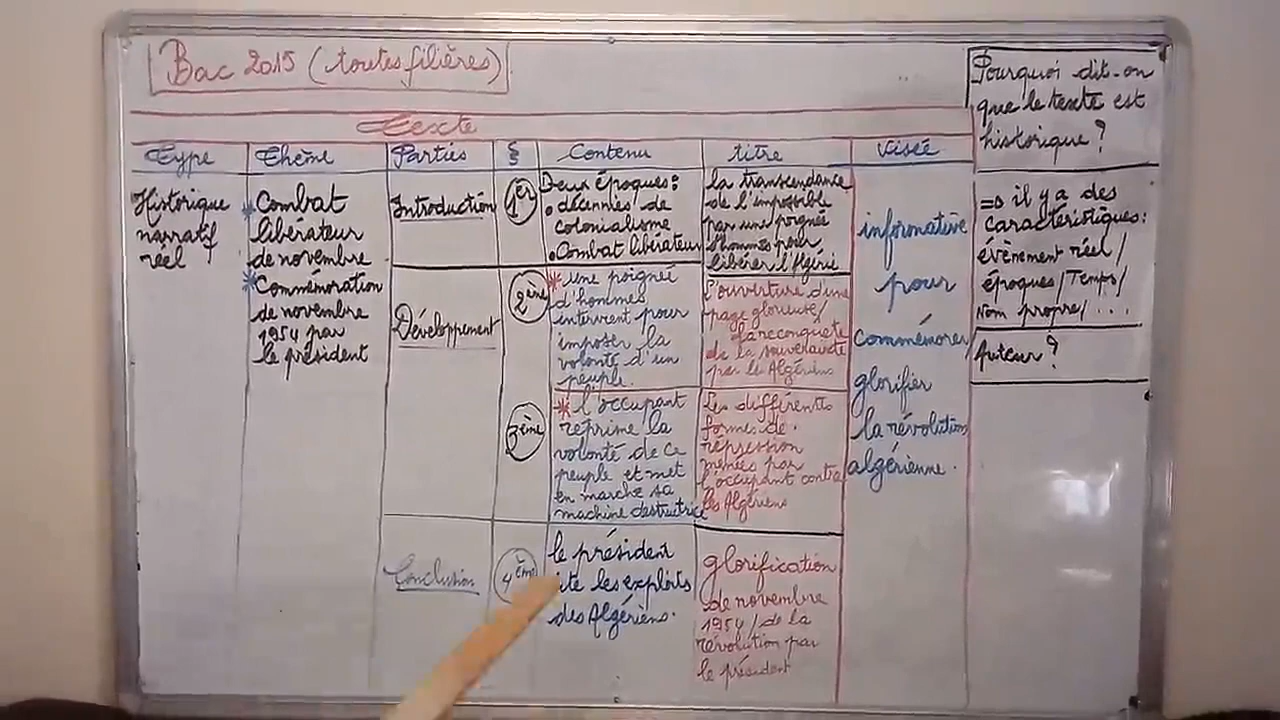 Bac 2015 (toutes filières)
Texte
Type
Thème
Parties
§
Contenu
titre
visée
Historique
narratif
réel
* Combat
libérateur
de novembre
* Commémoration
de novembre
1954 par
le président
Introduction
1er
Deux époques:
• décennies de
colonialisme
• Combat libérateur
la transcendance
de l'impossible
par une poignée
d'hommes pour
libérer l'Algérie
Développement
2ème
* une poignée
d'hommes
intervient pour
imposer la
volonté d'un
peuple.
l'ouverture d'une
page glorieuse/
la reconquête
de la souveraineté
par les Algériens
3ème
* l'occupant
réprime la
volonté de ce
peuple et met
en marche sa
machine destructrice
Les différentes
formes de
répression
menées par
l'occupant contre
les Algériens
Conclusion
4ème
le président
cite les exploits
des Algériens.
glorification
de novembre
1954/ de la
révolution par
le président
informative
pour
commémorer/
glorifier
la révolution
algérienne.
Pourquoi dit-on
que le texte est
historique?
=> il y a des
caractéristiques:
évènement réel/
époques/Temps/
Nom propre/...
Auteur?